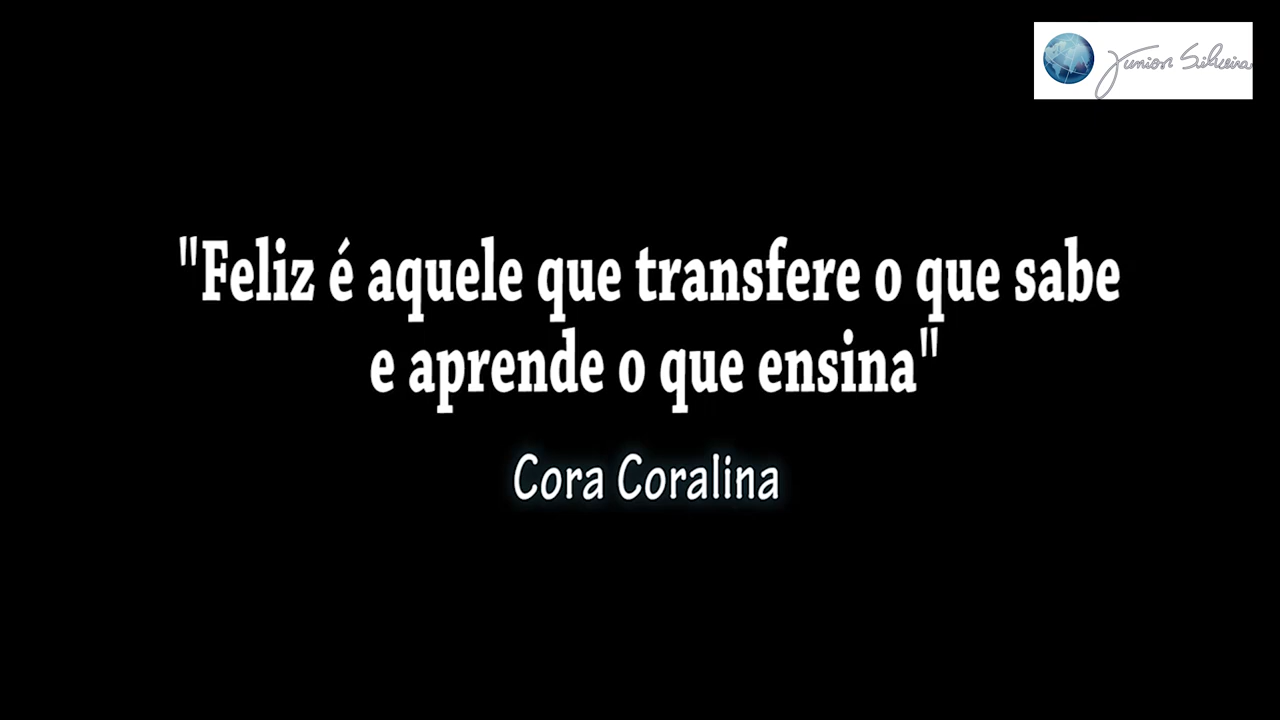 Junior Silveira
"Feliz é aquele que transfere o que sabe
e aprende o que ensina"
Cora Coralina